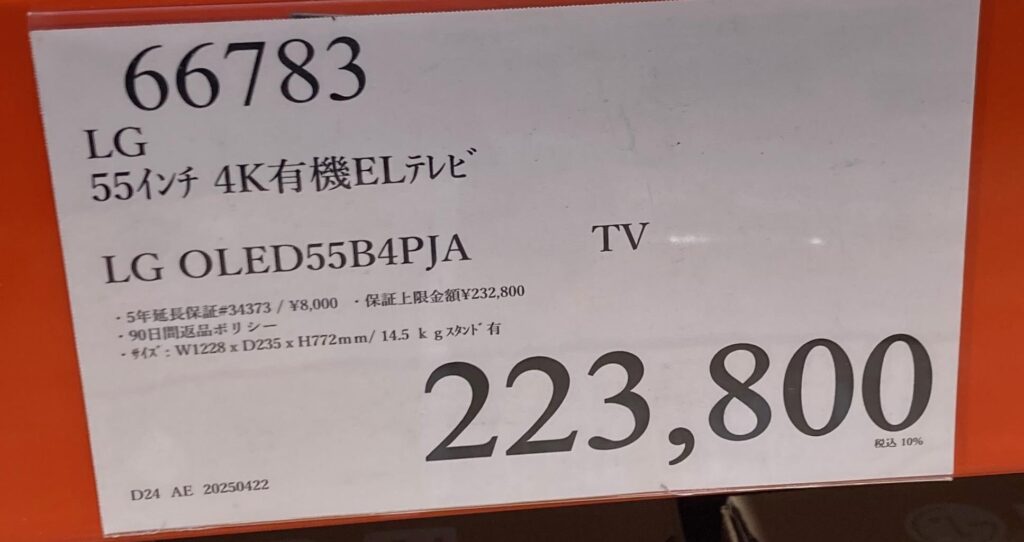 66783
LG
55インチ 4K有機ELテレビ
LG OLED55B4PJA TV
・5年延長保証#34373 / ¥8,000 ・保証上限金額¥232,800
・90日間返品ポリシー
・サイズ：W1228 x D235 x H772mm/ 14.5 ｋｇスタンド有
223,800
税込 10%
D24 AE 20250422